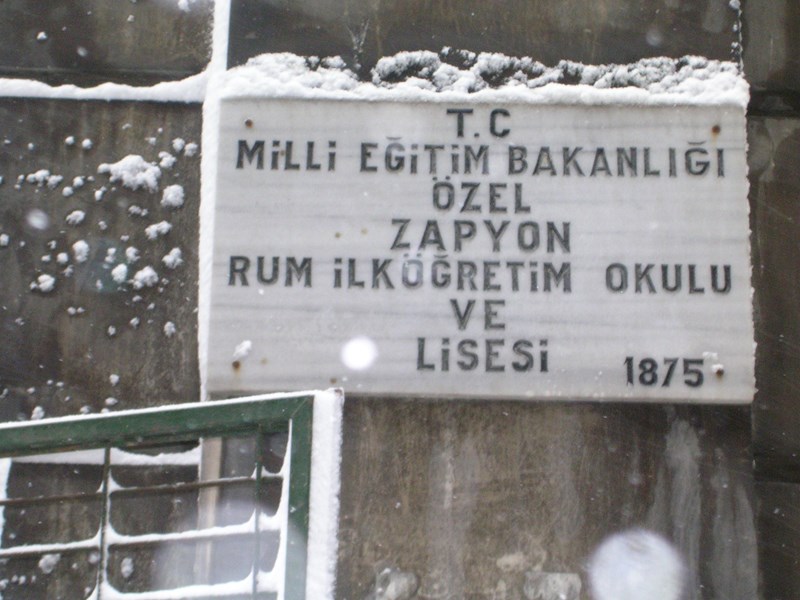 T.C
MİLLİ EĞİTİM BAKANLIĞI
ÖZEL
ZAPYON
RUM İLKÖĞRETİM OKULU
VE
LİSESİ 1875